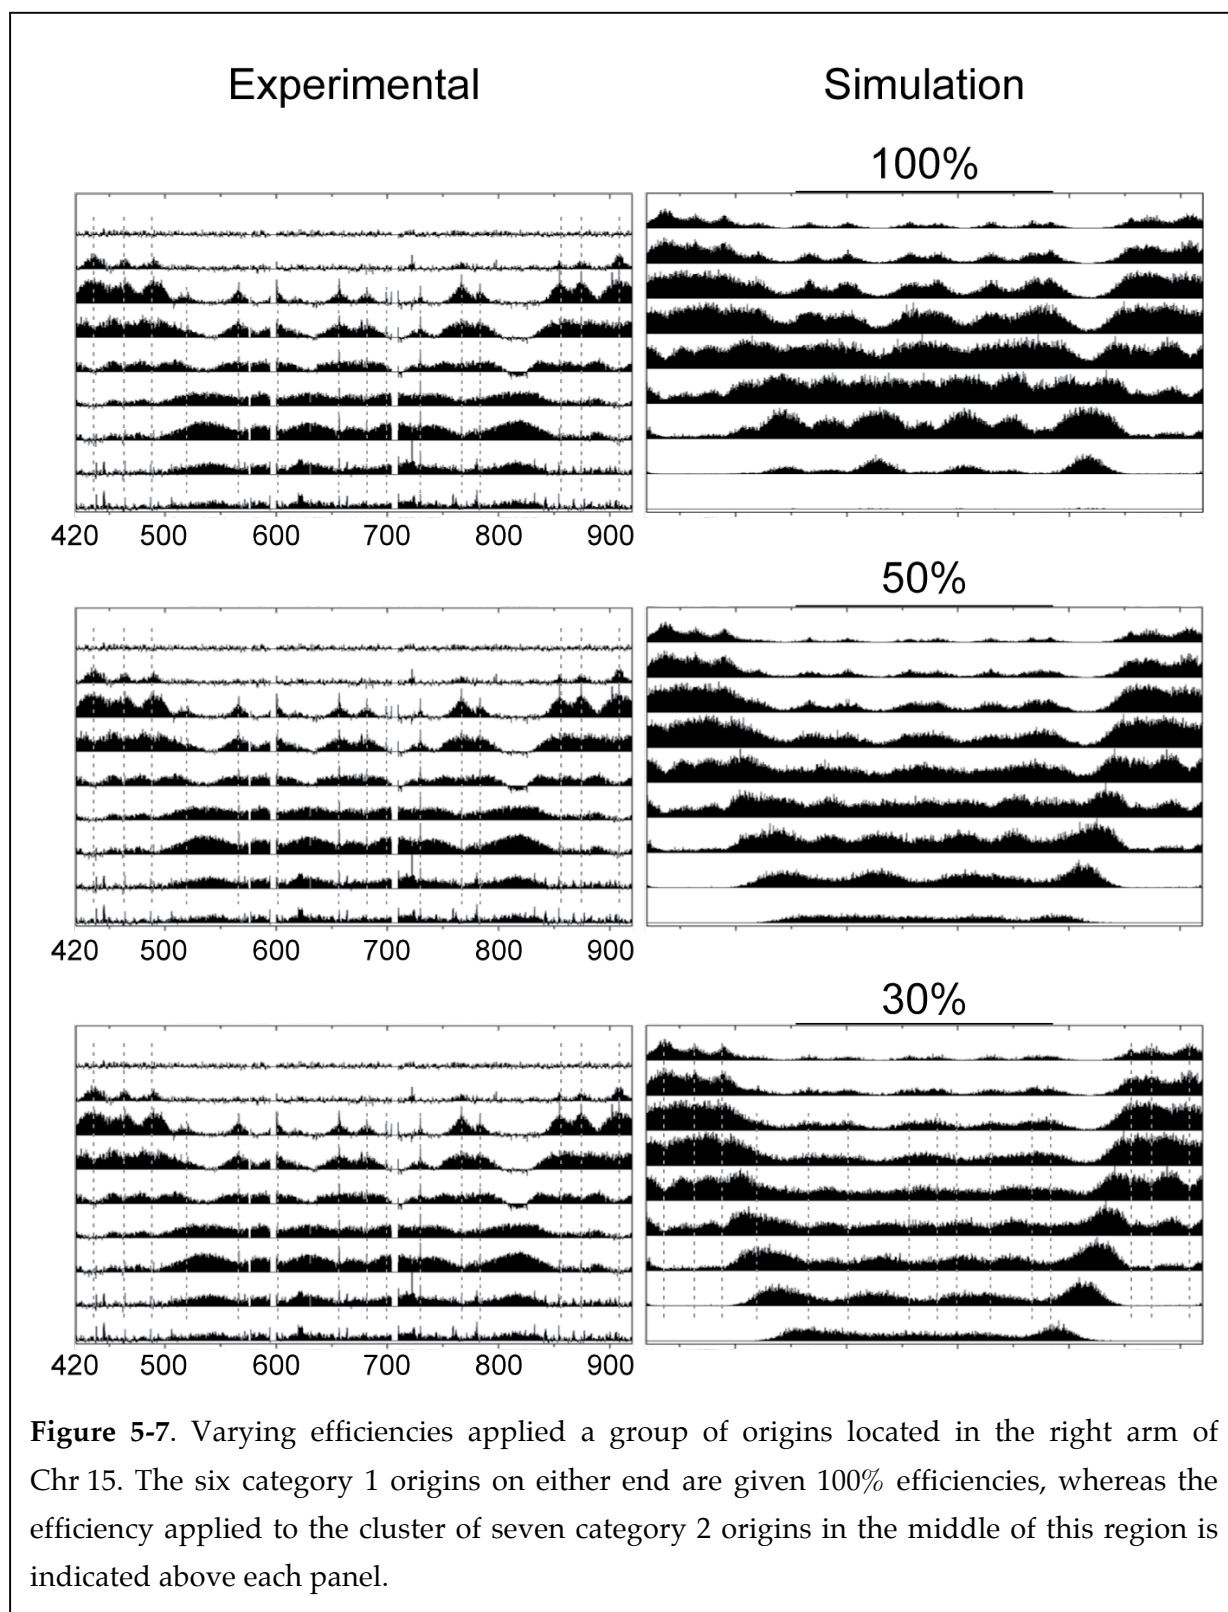 Experimental Simulation
100%
420 500 600 700 800 900
50%
420 500 600 700 800 900
30%
420 500 600 700 800 900
Figure 5-7. Varying efficiencies applied a group of origins located in the right arm of
Chr 15. The six category 1 origins on either end are given 100% efficiencies, whereas the
efficiency applied to the cluster of seven category 2 origins in the middle of this region is
indicated above each panel.